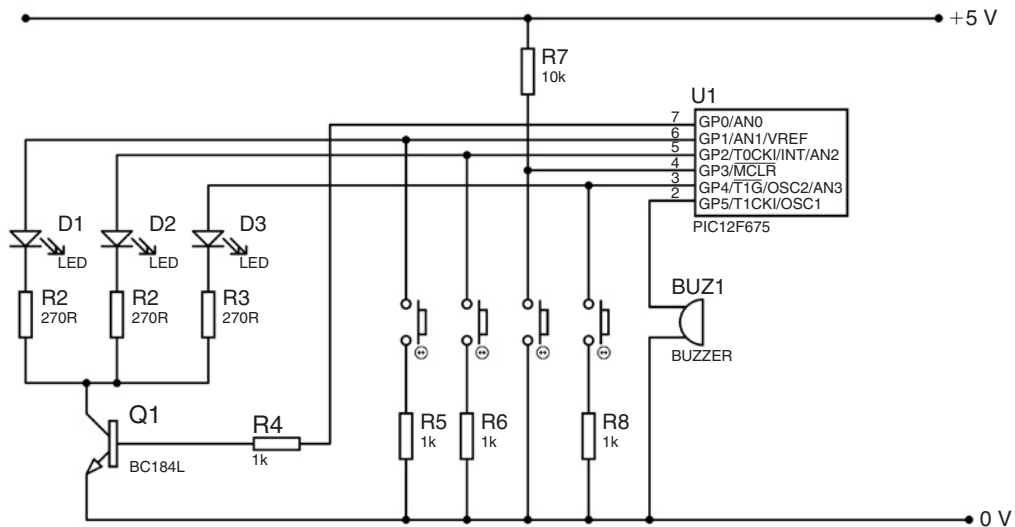 +5 V
R7
10k
U1
7
GP0/AN0
6
GP1/AN1/VREF
5
GP2/T0CKI/INT/AN2
4
GP3/MCLR
3
GP4/T1G/OSC2/AN3
2
GP5/T1CKI/OSC1
PIC12F675
D1
LED
D2
LED
D3
LED
R2
270R
R2
270R
R3
270R
BUZ1
BUZZER
Q1
BC184L
R4
1k
R5
1k
R6
1k
R8
1k
0 V